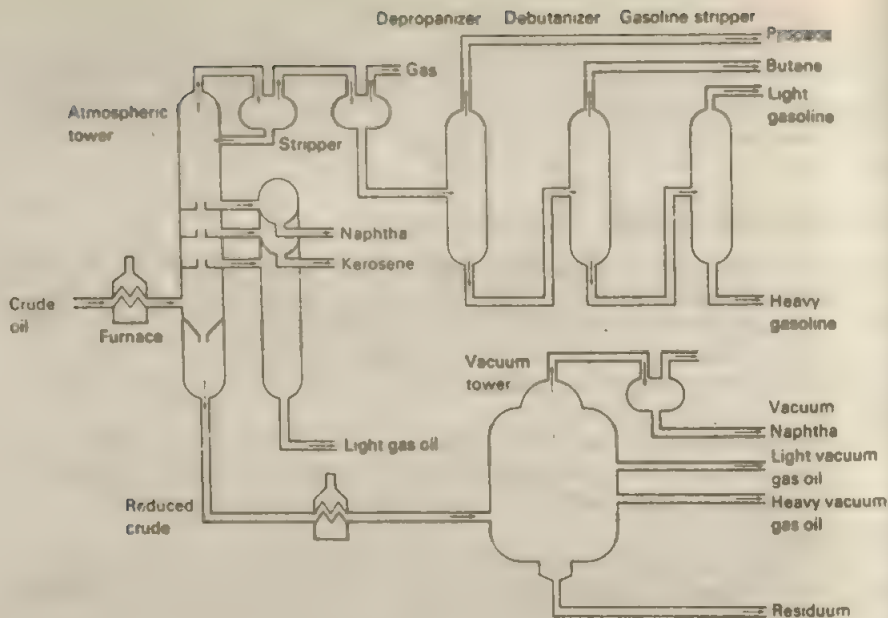 Depropanizer Debutanizer Gasoline stripper
Propane
Gas
Butane
Light
gasoline
Atmospheric
tower
Stripper
Naphtha
Kerosene
Crude
oil
Furnace
Heavy
gasoline
Vacuum
tower
Vacuum
Naphtha
Light gas oil
Light vacuum
gas oil
Reduced
crude
Heavy vacuum
gas oil
Residuum